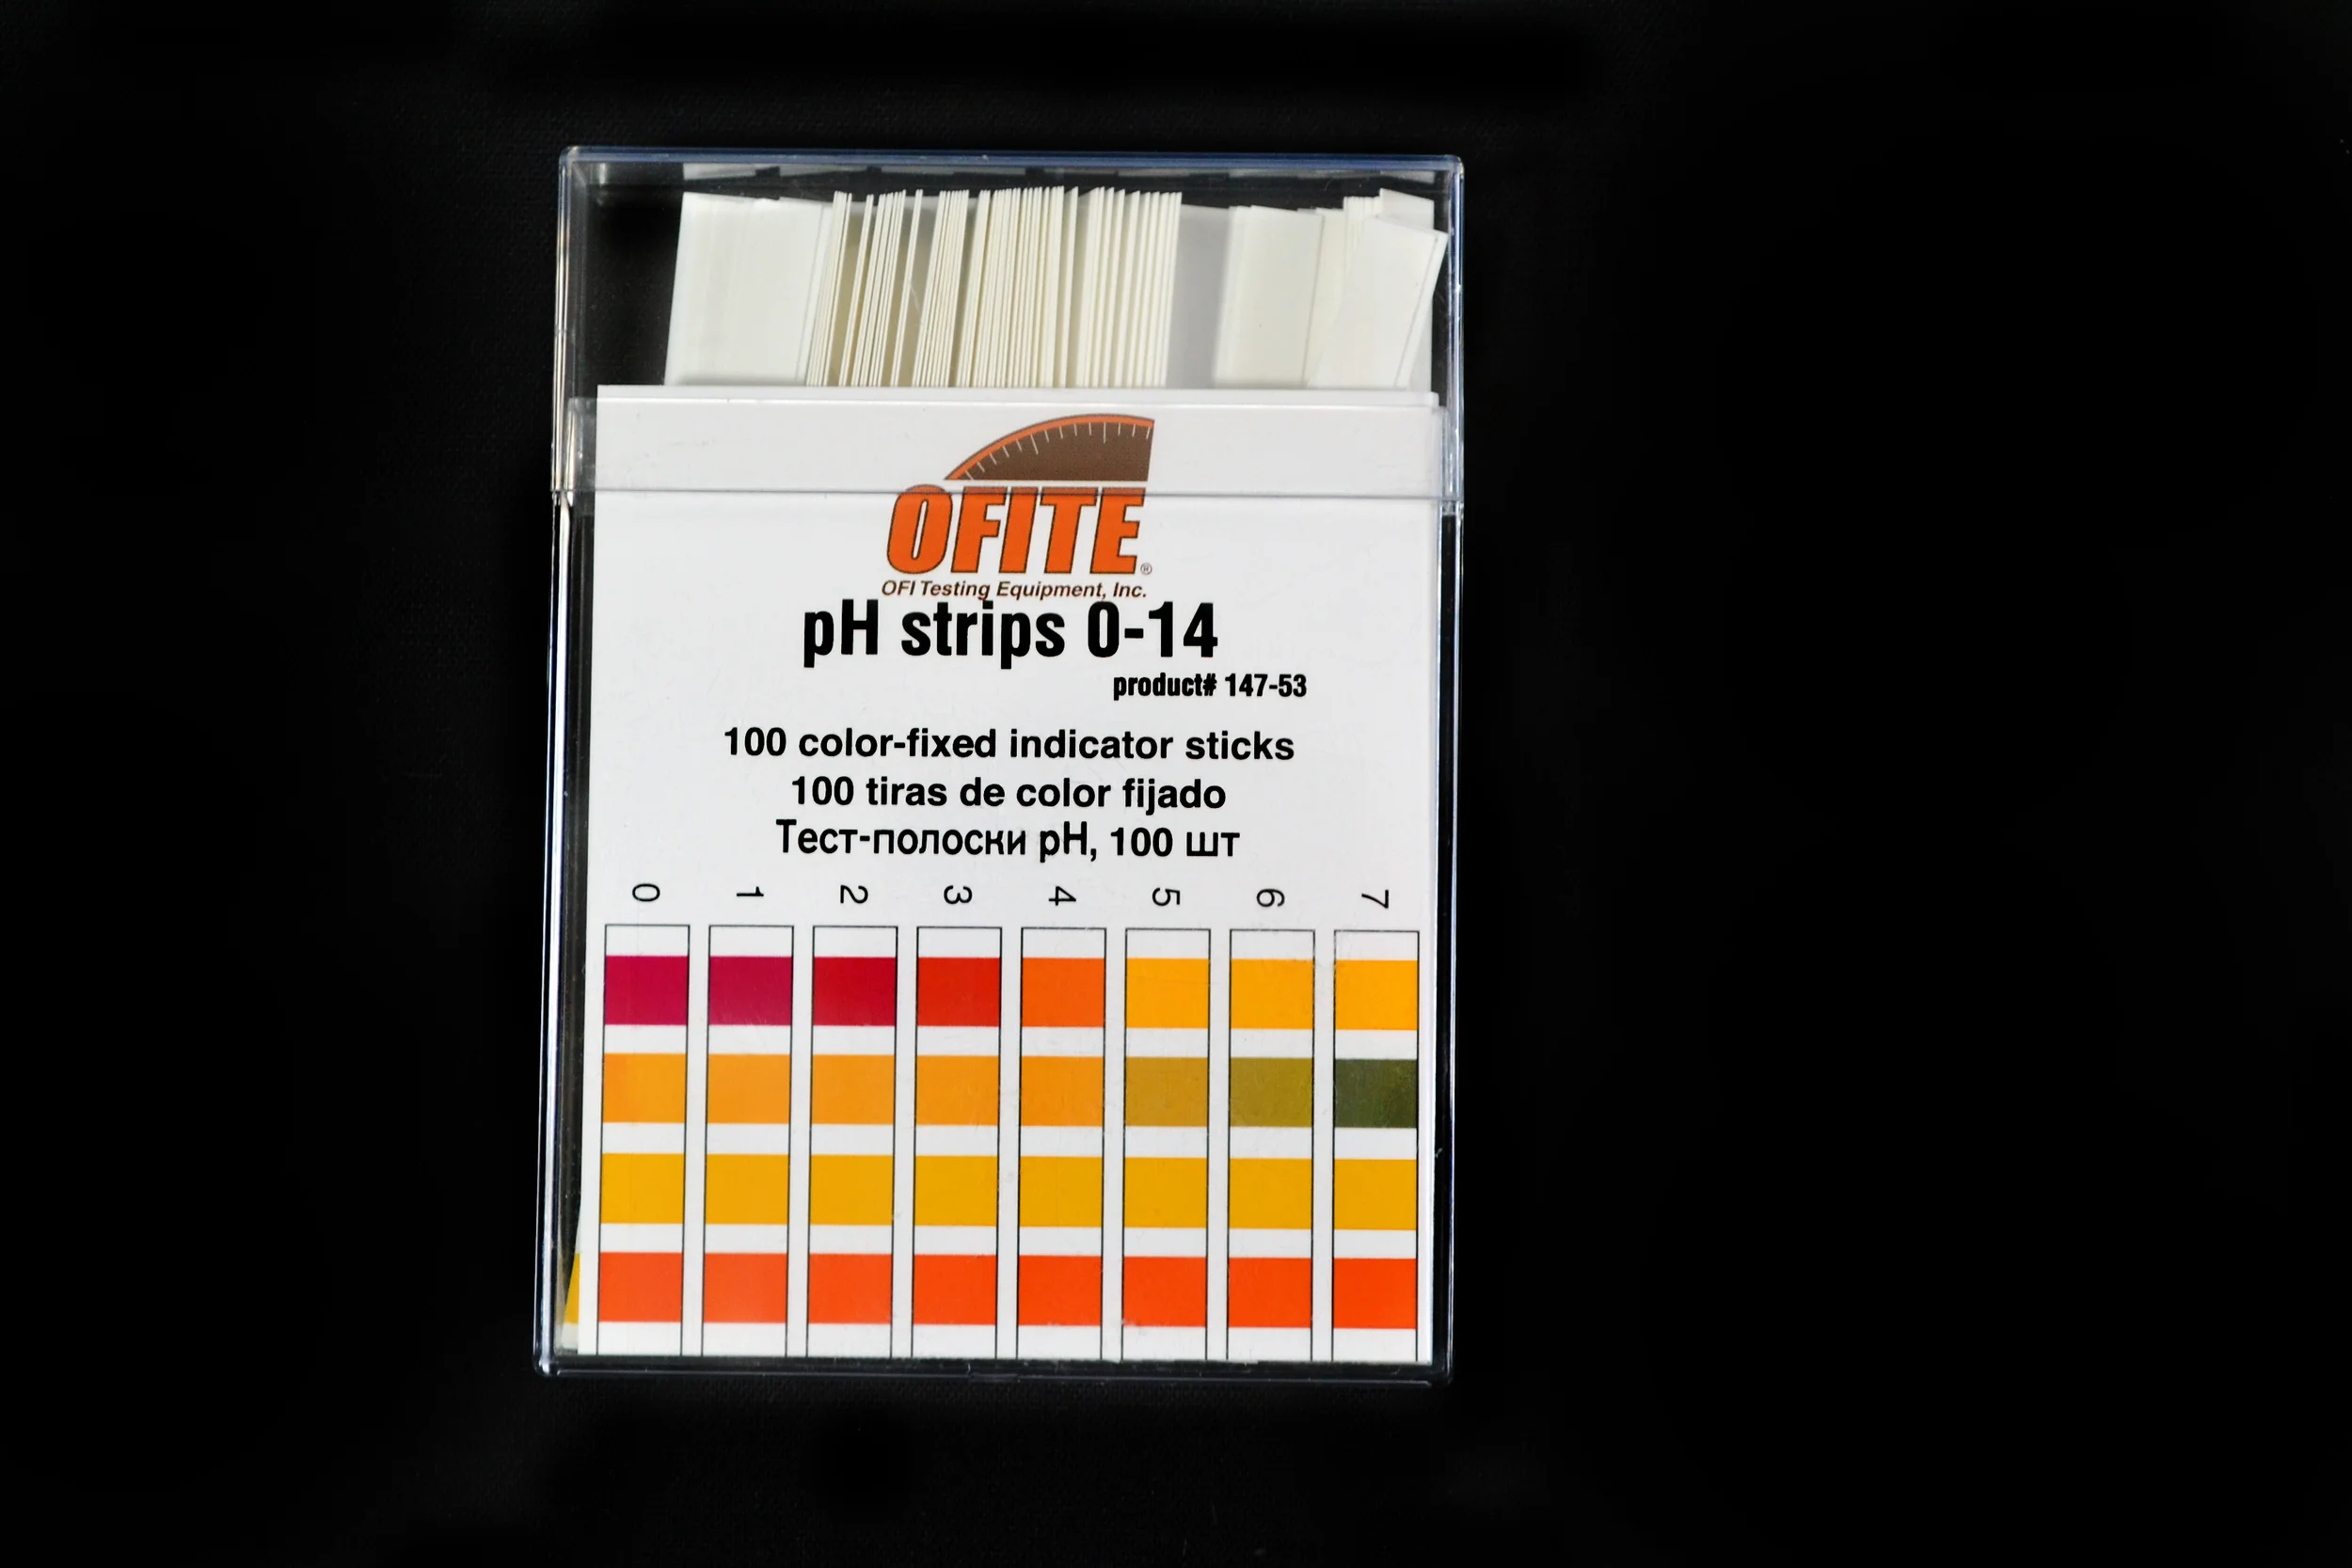 OFITE®
OFI Testing Equipment, Inc.
pH strips 0-14
product# 147-53
100 color-fixed indicator sticks
100 tiras de color fijado
Тест-полоски pH, 100 шт
0 1 2 3 4 5 6 7